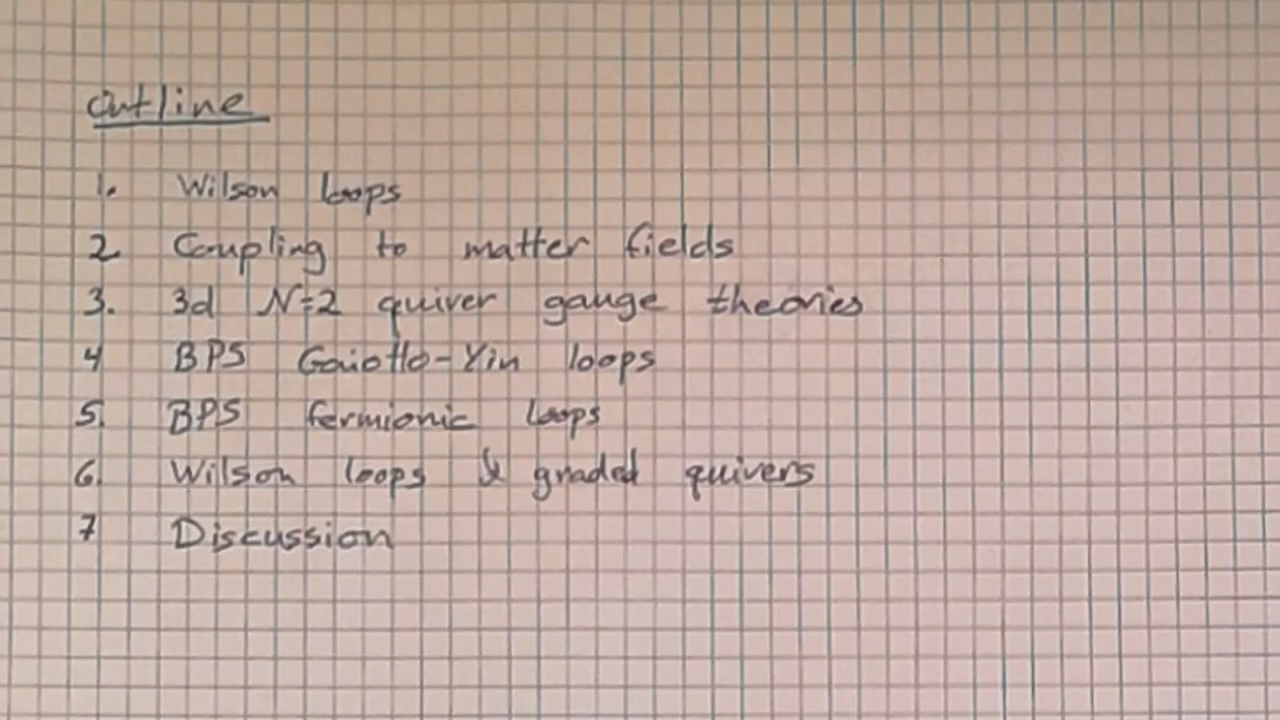 Outline
1. Wilson loops
2 Coupling to matter fields
3. 3d N=2 quiver gauge theories
4 BPS Gaiotto-Yin loops
5. BPS fermionic loops
6. Wilson loops & graded quivers
7 Discussion